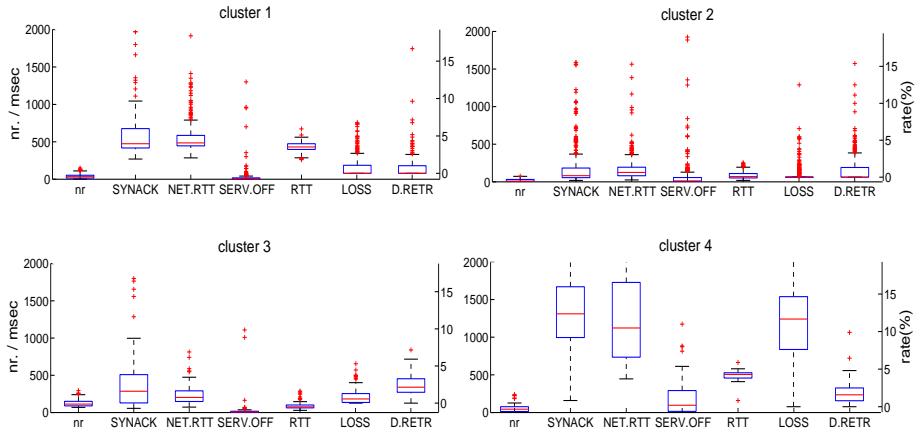 cluster 1
2000
1500
1000
500
0
nr. / msec
15
10
5
0
rate(%)
nr SYNACK NET.RTT SERV.OFF RTT LOSS D.RETR
cluster 2
2000
1500
1000
500
0
15
10
5
0
rate(%)
nr SYNACK NET.RTT SERV.OFF RTT LOSS D.RETR
cluster 3
2000
1500
1000
500
0
nr. / msec
15
10
5
0
nr SYNACK NET.RTT SERV.OFF RTT LOSS D.RETR
cluster 4
2000
1500
1000
500
0
15
10
5
0
rate(%)
nr SYNACK NET.RTT SERV.OFF RTT LOSS D.RETR